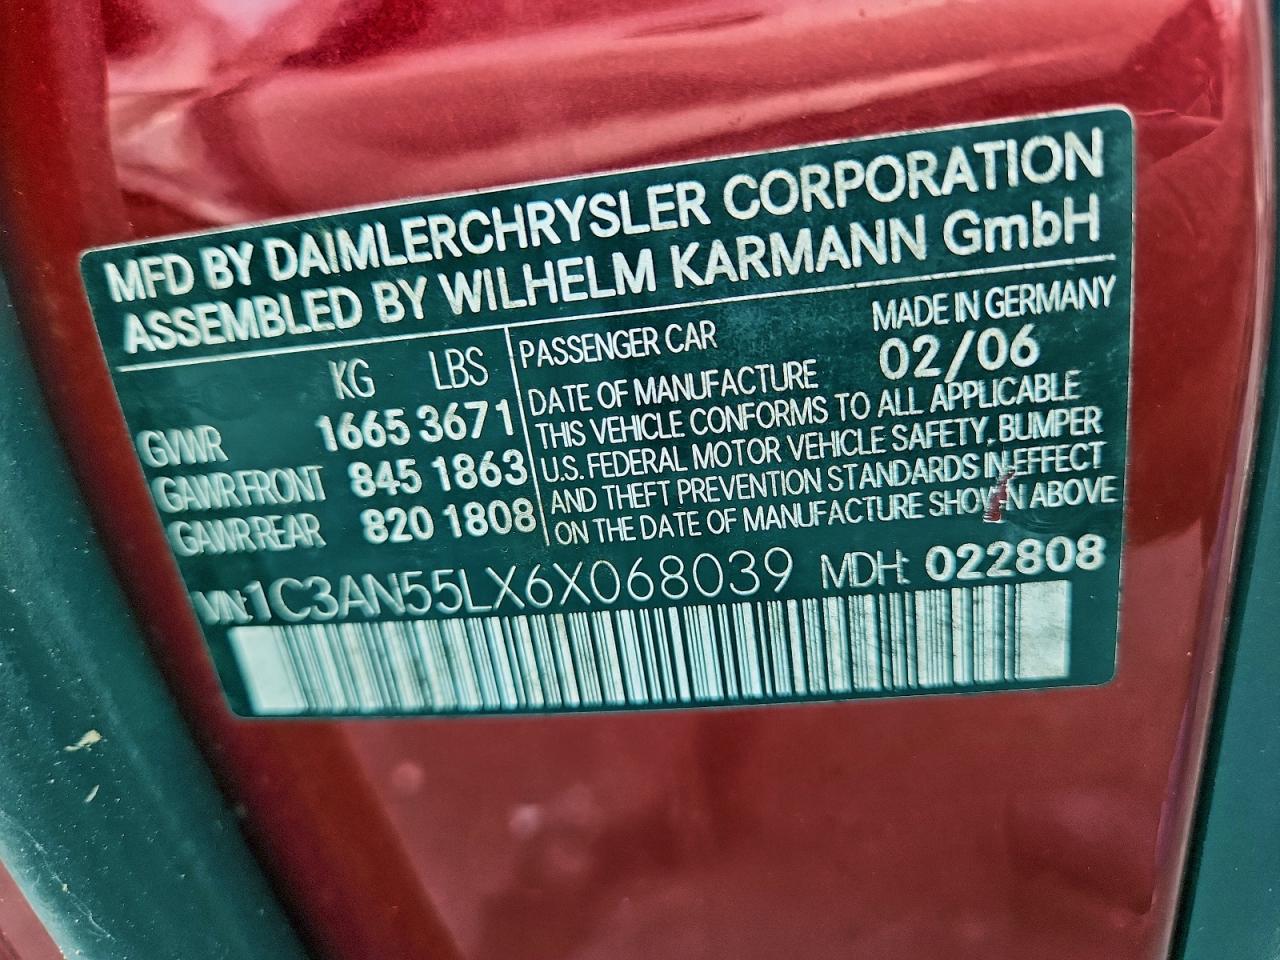 MFD BY DAIMLERCHRYSLER CORPORATION
ASSEMBLED BY WILHELM KARMANN GmbH
KG LBS
GVWR 1665 3671
GAWR FRONT 845 1863
GAWR REAR 820 1808
PASSENGER CAR MADE IN GERMANY
DATE OF MANUFACTURE 02/06
THIS VEHICLE CONFORMS TO ALL APPLICABLE
U.S. FEDERAL MOTOR VEHICLE SAFETY, BUMPER
AND THEFT PREVENTION STANDARDS IN EFFECT
ON THE DATE OF MANUFACTURE SHOWN ABOVE
VIN: 1C3AN55LX6X068039 MDH: 022808